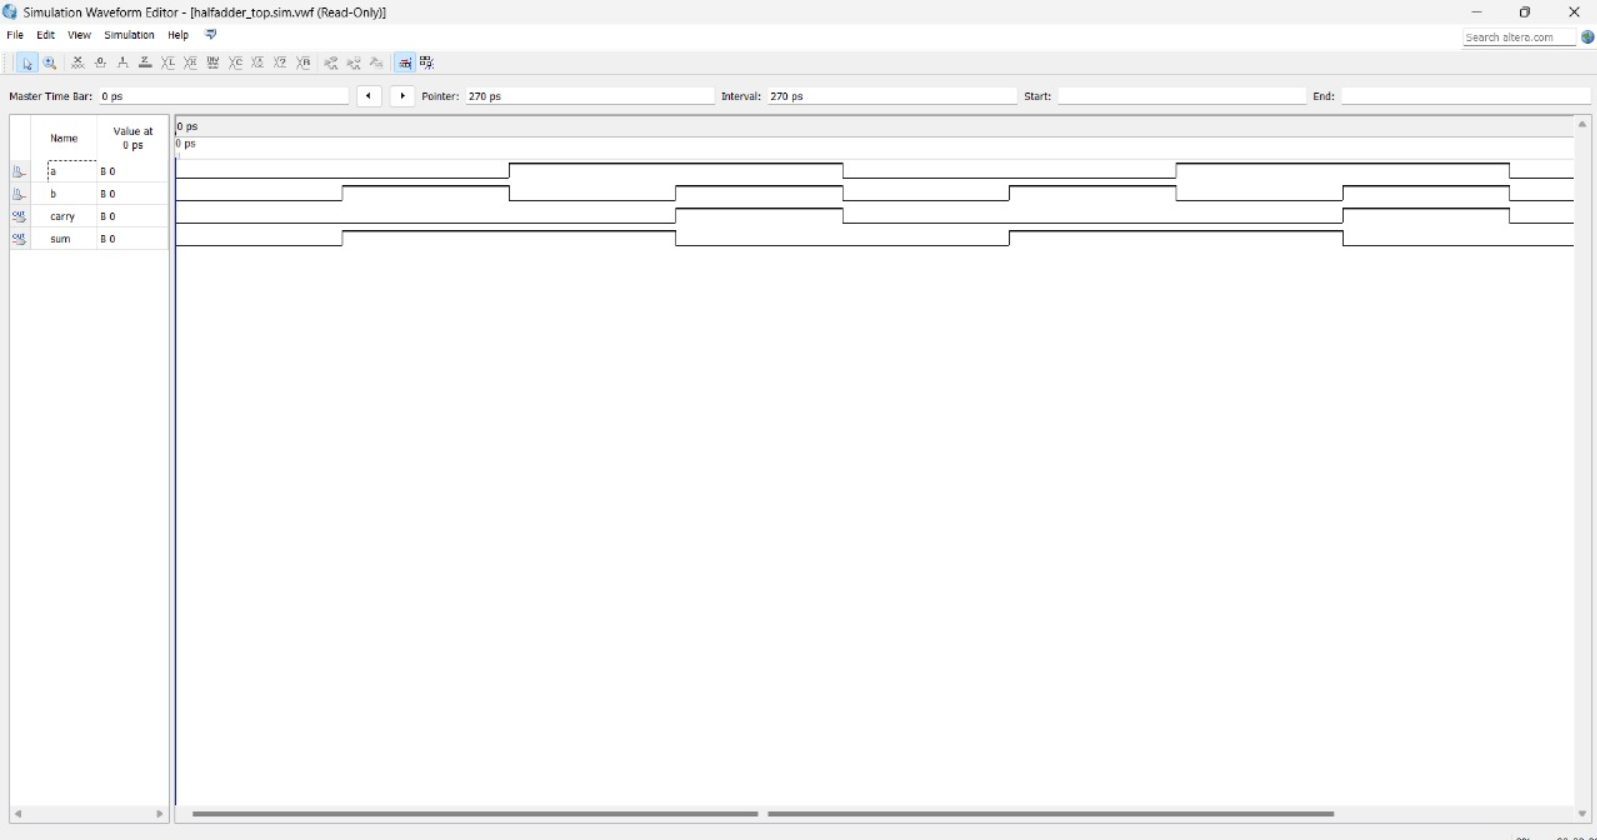 Simulation Waveform Editor - [halfadder_top.sim.vwf (Read-Only)]
File Edit View Simulation Help
Search altera.com
Master Time Bar: 0 ps Pointer: 270 ps Interval: 270 ps Start: End:
Name Value at 0 ps
0 ps
0 ps
a B 0
b B 0
carry B 0
sum B 0